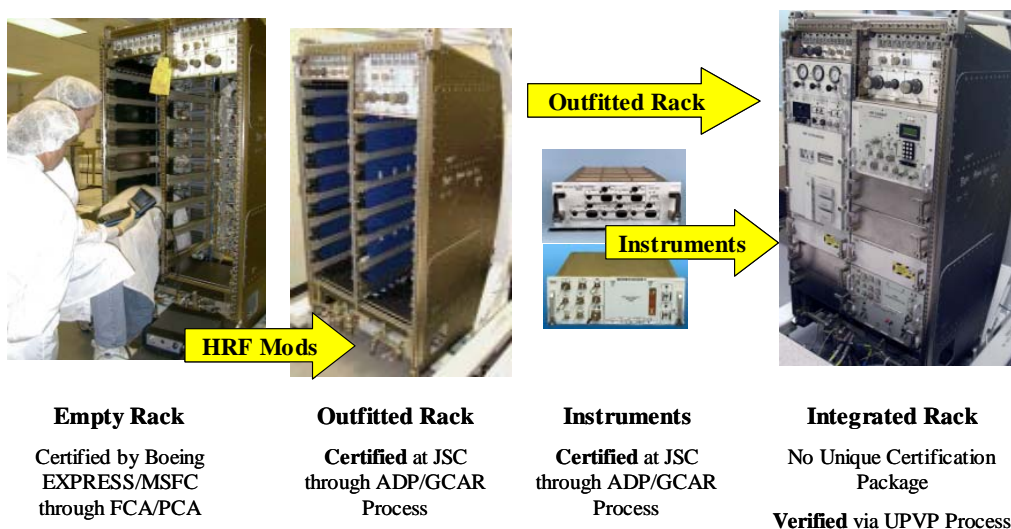 Outfitted Rack
Instruments
HRF Mods
Empty Rack
Certified by Boeing
EXPRESS/MSFC
through FCA/PCA
Outfitted Rack
Certified at JSC
through ADP/GCAR
Process
Instruments
Certified at JSC
through ADP/GCAR
Process
Integrated Rack
No Unique Certification
Package
Verified via UPVP Process